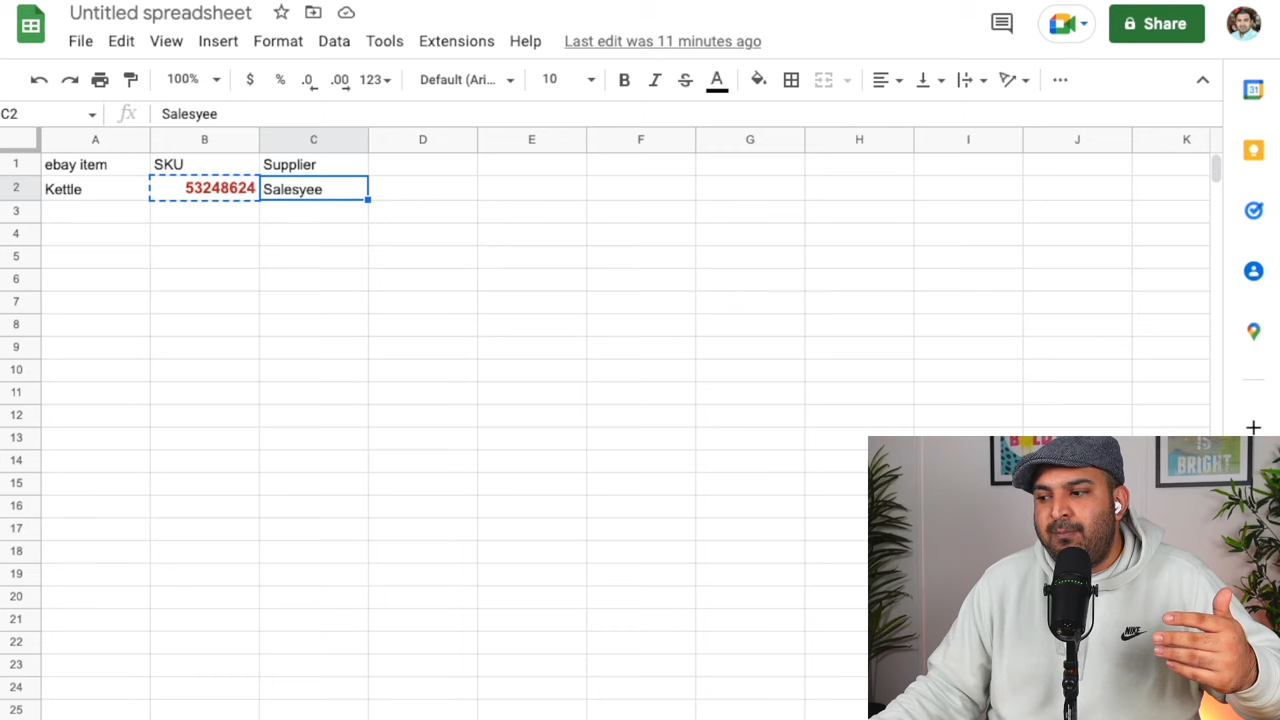 Untitled spreadsheet
File Edit View Insert Format Data Tools Extensions Help Last edit was 11 minutes ago
Share
100% $ % .0 .00 123 Default (Ari... 10 B I S A
31
C2 fx Salesyee
A B C D E F G H I J K
1 ebay item SKU Supplier
2 Kettle 53248624 Salesyee
3
4
5
6
7
8
9
10
11
12
13
14
15
16
17
18
19
20
21
22
23
24
25
IS
BRIGHT
NIKE